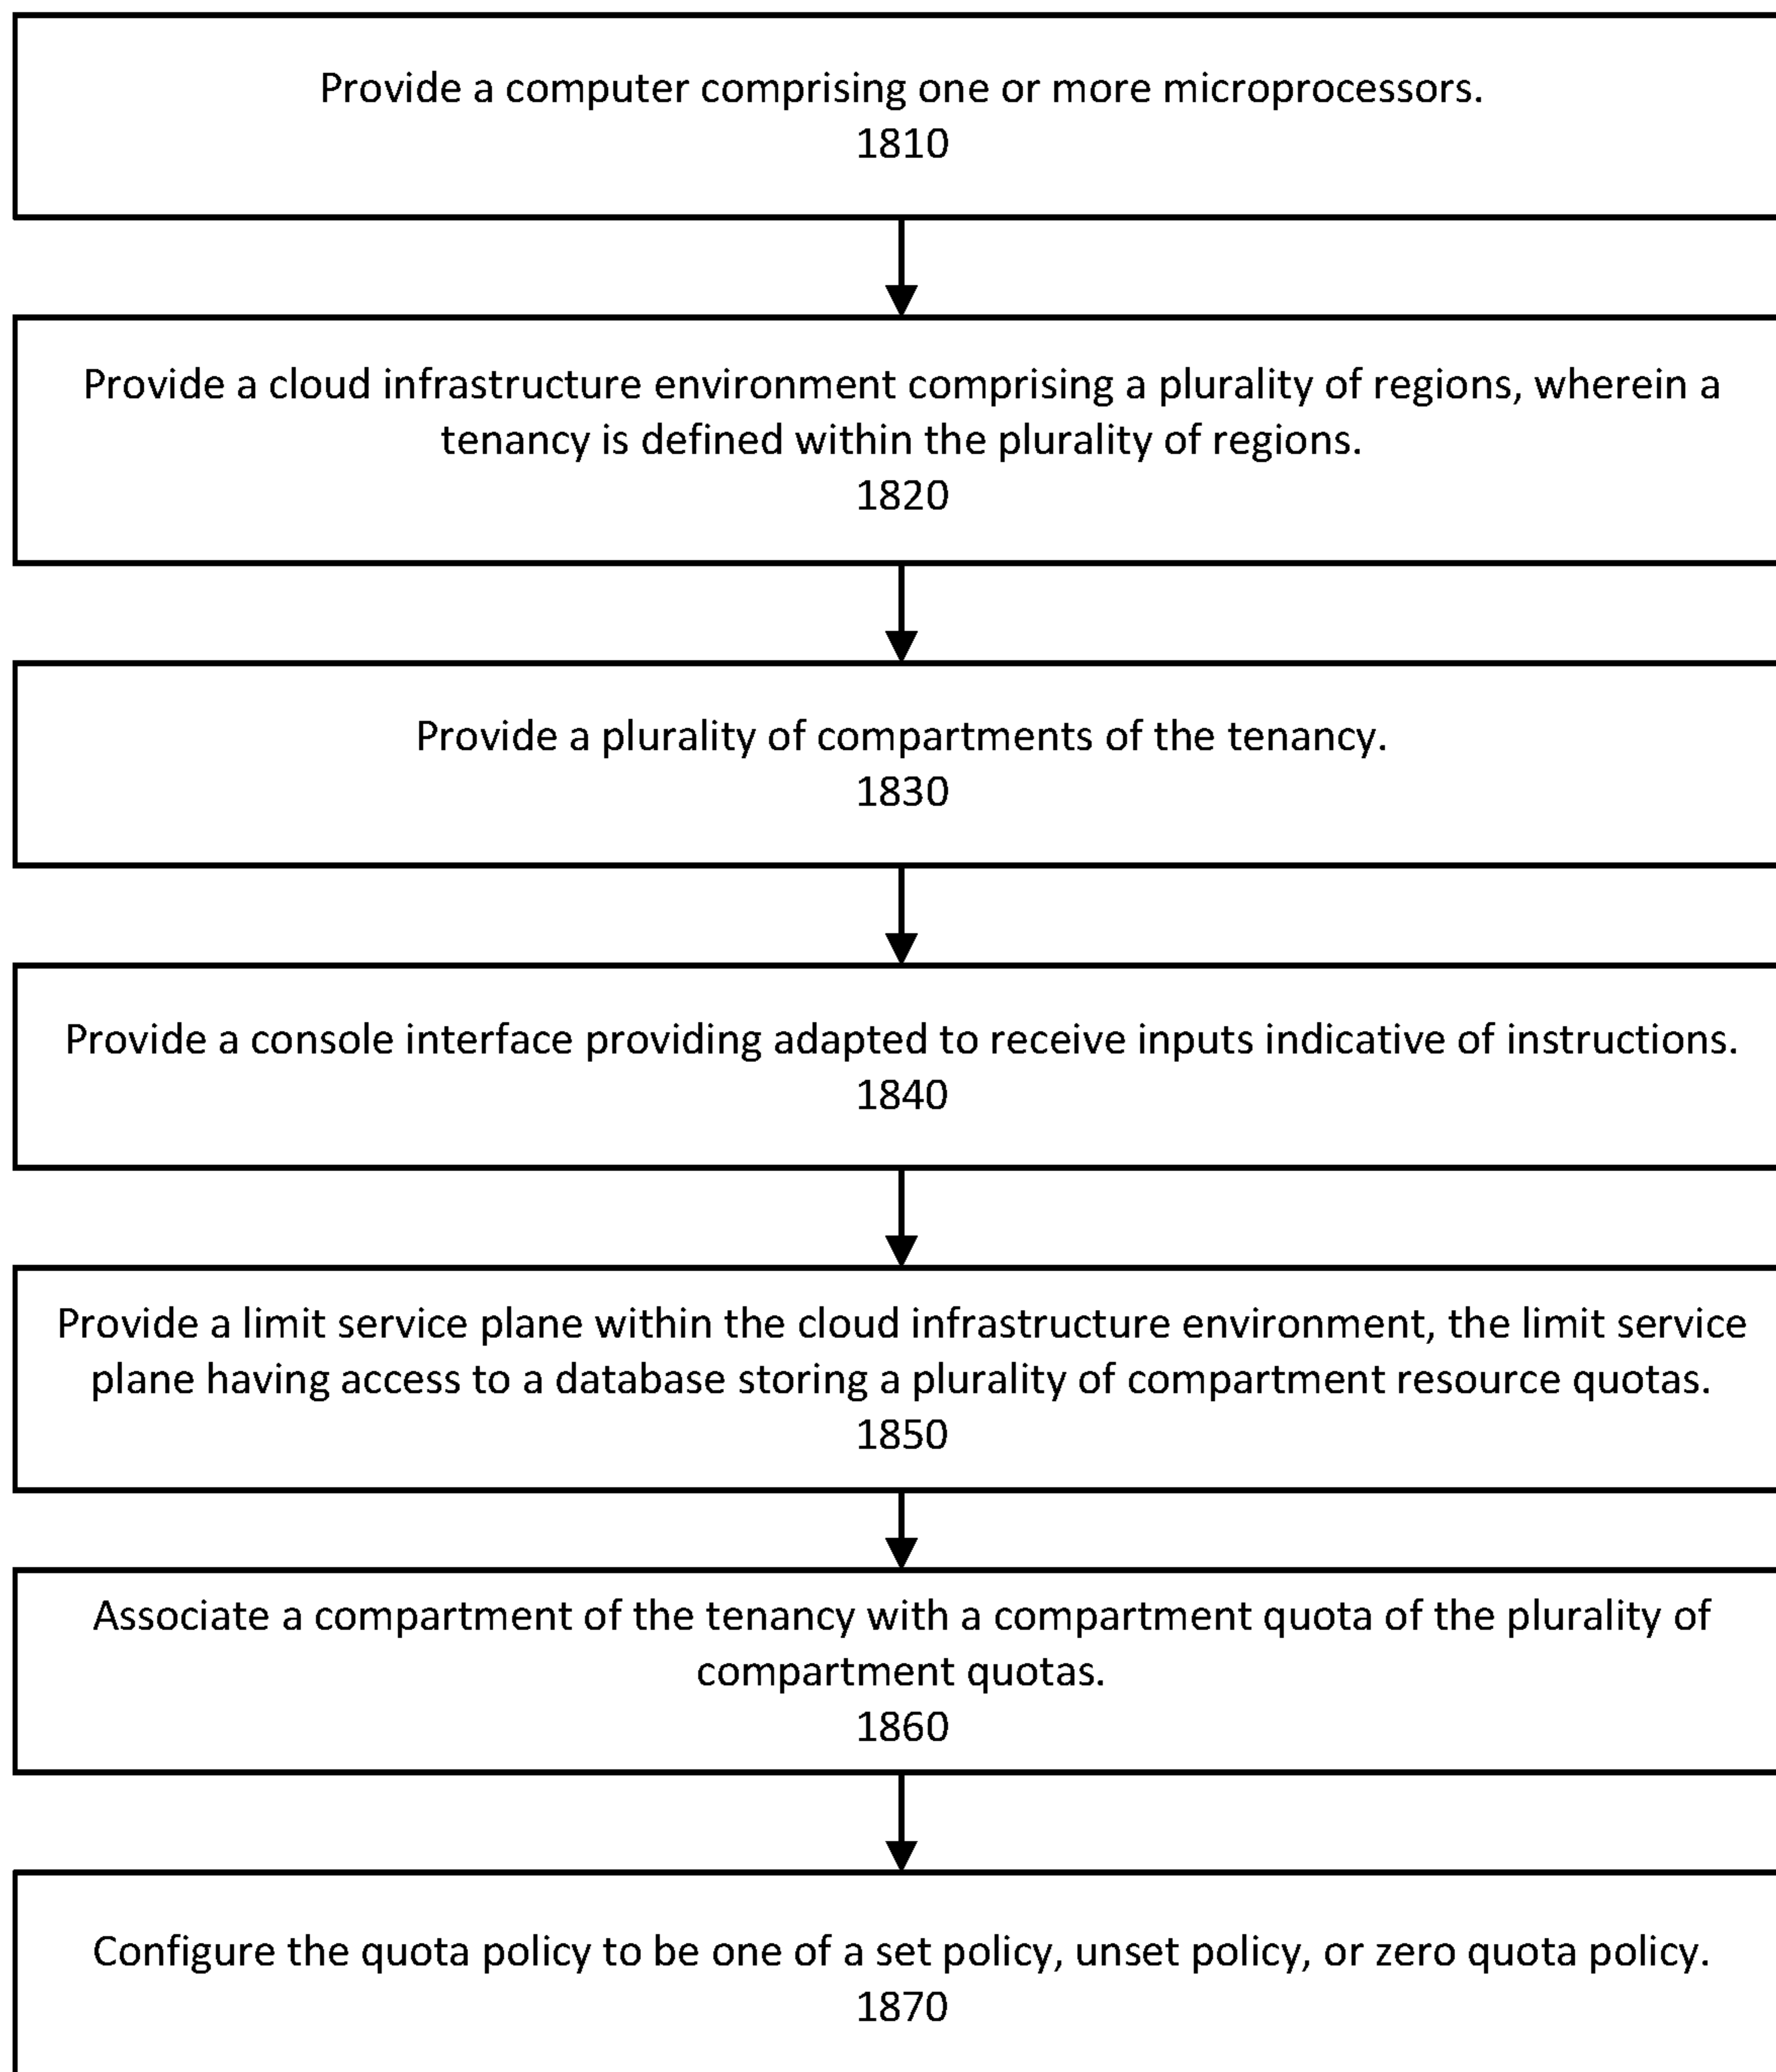 Provide a computer comprising one or more microprocessors.
1810
Provide a cloud infrastructure environment comprising a plurality of regions, wherein a
tenancy is defined within the plurality of regions.
1820
Provide a plurality of compartments of the tenancy.
1830
Provide a console interface providing adapted to receive inputs indicative of instructions.
1840
Provide a limit service plane within the cloud infrastructure environment, the limit service
plane having access to a database storing a plurality of compartment resource quotas.
1850
Associate a compartment of the tenancy with a compartment quota of the plurality of
compartment quotas.
1860
Configure the quota policy to be one of a set policy, unset policy, or zero quota policy.
1870